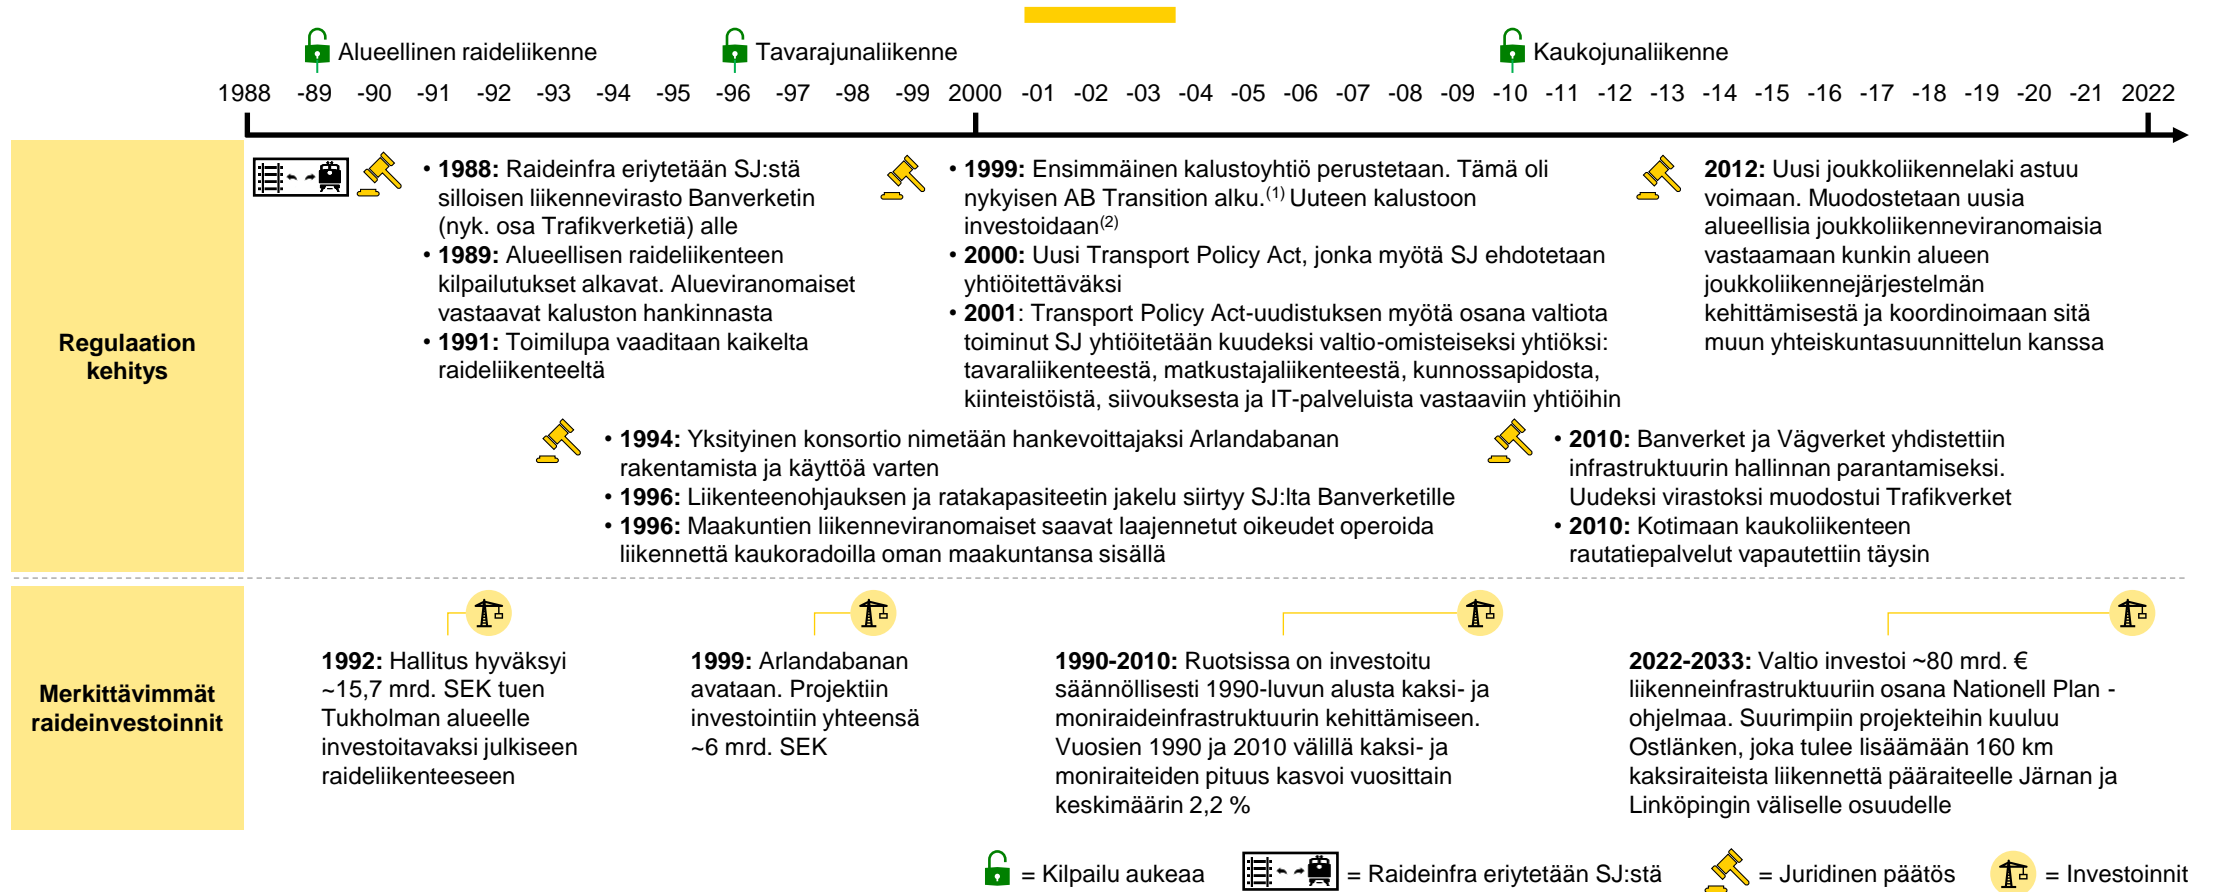 Alueellinen raideliikenne
Tavarajunaliikenne
Kaukojunaliikenne
1988 -89 -90 -91 -92 -93 -94 -95 -96 -97 -98 -99 2000 -01 -02 -03 -04 -05 -06 -07 -08 -09 -10 -11 -12 -13 -14 -15 -16 -17 -18 -19 -20 -21 2022
Regulaation
kehitys
• 1988: Raideinfra eriytetään SJ:stä
silloisen liikennevirasto Banverketin
(nyk. osa Trafikverketiä) alle
• 1989: Alueellisen raideliikenteen
kilpailutukset alkavat. Alueviranomaiset
vastaavat kaluston hankinnasta
• 1991: Toimilupa vaaditaan kaikelta
raideliikenteeltä
• 1999: Ensimmäinen kalustoyhtiö perustetaan. Tämä oli
nykyisen AB Transition alku.(1) Uuteen kalustoon
investoidaan(2)
• 2000: Uusi Transport Policy Act, jonka myötä SJ ehdotetaan
yhtiöitettäväksi
• 2001: Transport Policy Act-uudistuksen myötä osana valtiota
toiminut SJ yhtiöitetään kuudeksi valtio-omisteiseksi yhtiöksi:
tavaraliikenteestä, matkustajaliikenteestä, kunnossapidosta,
kiinteistöistä, siivouksesta ja IT-palveluista vastaaviin yhtiöihin
2012: Uusi joukkoliikennelaki astuu
voimaan. Muodostetaan uusia
alueellisia joukkoliikenneviranomaisia
vastaamaan kunkin alueen
joukkoliikennejärjestelmän
kehittämisestä ja koordinoimaan sitä
muun yhteiskuntasuunnittelun kanssa
• 1994: Yksityinen konsortio nimetään hankevoittajaksi Arlandabanan
rakentamista ja käyttöä varten
• 1996: Liikenteenohjauksen ja ratakapasiteetin jakelu siirtyy SJ:lta Banverketille
• 1996: Maakuntien liikenneviranomaiset saavat laajennetut oikeudet operoida
liikennettä kaukoradoilla oman maakuntansa sisällä
• 2010: Banverket ja Vägverket yhdistettiin
infrastruktuurin hallinnan parantamiseksi.
Uudeksi virastoksi muodostui Trafikverket
• 2010: Kotimaan kaukoliikenteen
rautatiepalvelut vapautettiin täysin
Merkittävimmät
raideinvestoinnit
1992: Hallitus hyväksyi
~15,7 mrd. SEK tuen
Tukholman alueelle
investoitavaksi julkiseen
raideliikenteeseen
1999: Arlandabanan
avataan. Projektiin
investointiin yhteensä
~6 mrd. SEK
1990-2010: Ruotsissa on investoitu
säännöllisesti 1990-luvun alusta kaksi- ja
moniraideinfrastruktuurin kehittämiseen.
Vuosien 1990 ja 2010 välillä kaksi- ja
moniraiteiden pituus kasvoi vuosittain
keskimäärin 2,2 %
2022-2033: Valtio investoi ~80 mrd. €
liikenneinfrastruktuuriin osana Nationell Plan -
ohjelmaa. Suurimpiin projekteihin kuuluu
Ostlänken, joka tulee lisäämään 160 km
kaksiraiteista liikennettä pääraiteelle Järnan ja
Linköpingin väliselle osuudelle
= Kilpailu aukeaa
= Raideinfra eriytetään SJ:stä
= Juridinen päätös
= Investoinnit